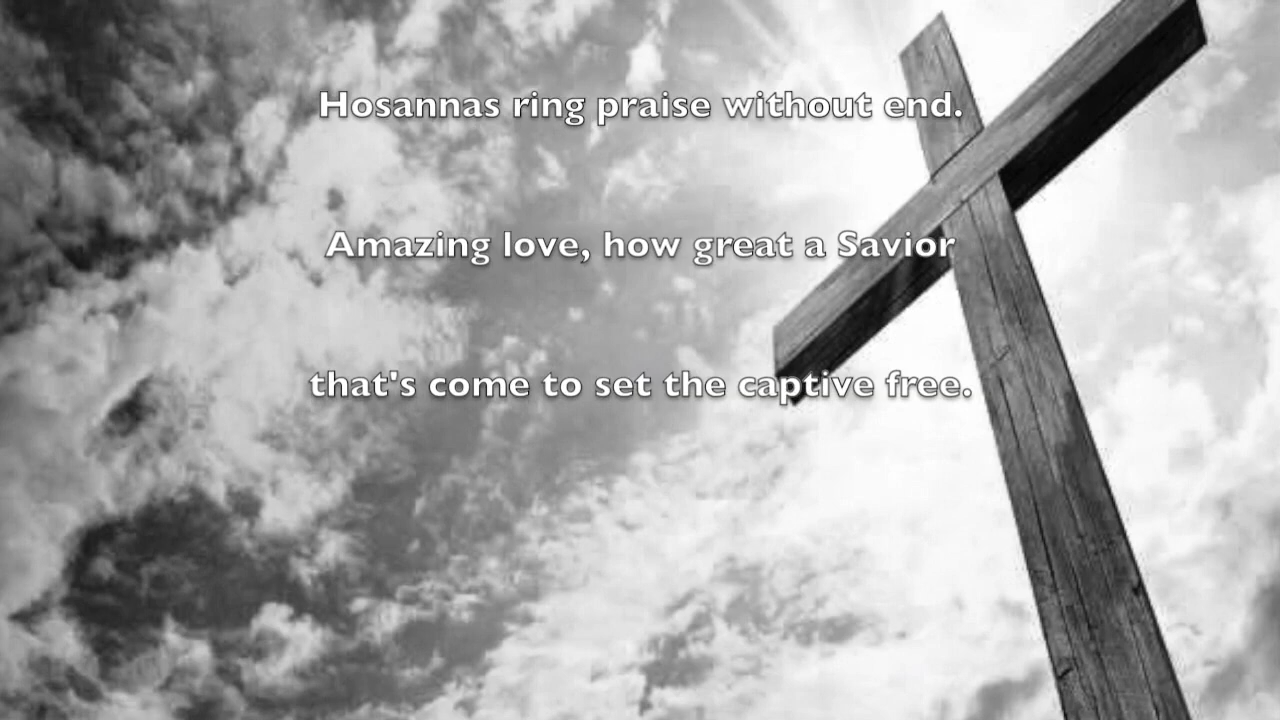 Hosannas ring praise without end.
Amazing love, how great a Savior
that's come to set the captive free.